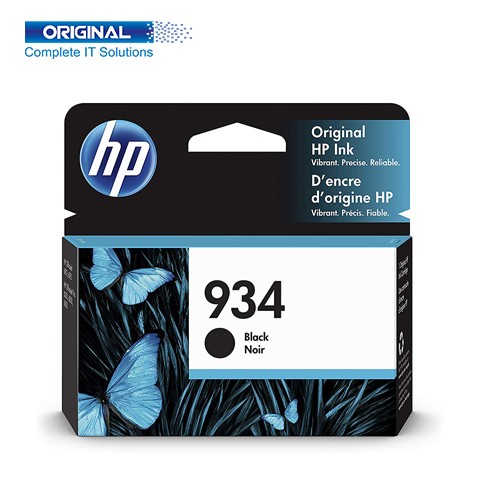 ORIGINAL
Complete IT Solutions
hp
Original
HP Ink
Vibrant. Precise. Reliable.
D'encre
d'origine HP
Vibrant. Précis. Fiable.
934
Black
Noir